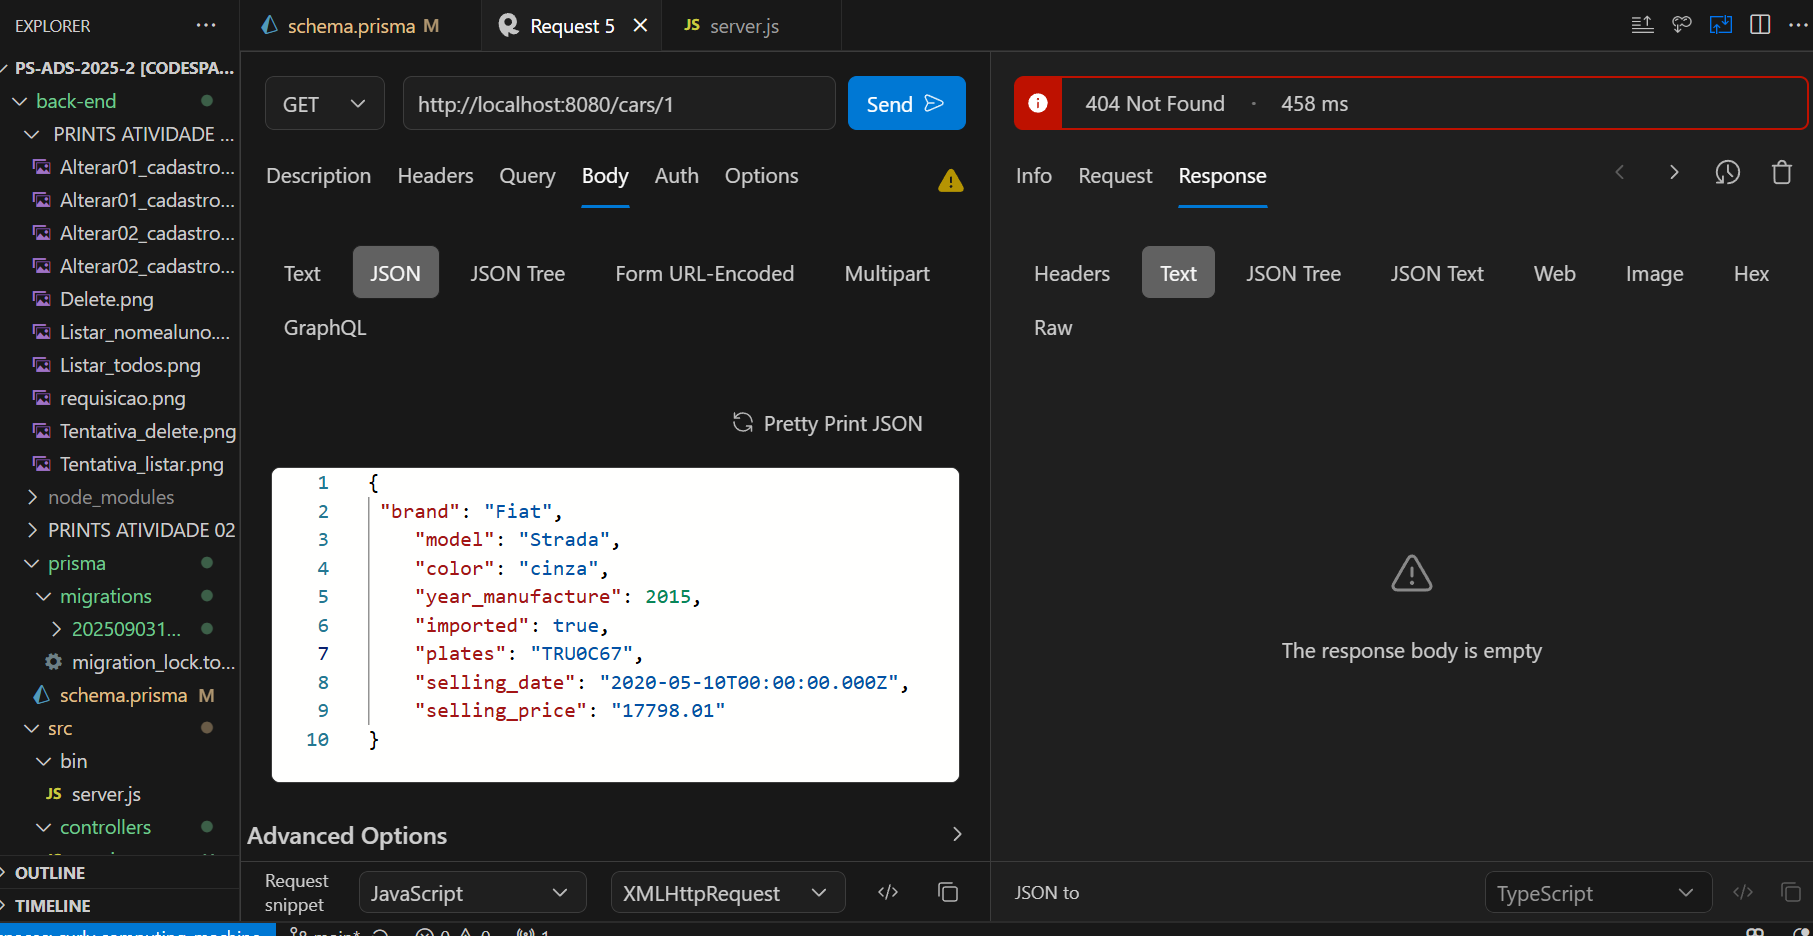 EXPLORER
PS-ADS-2025-2 [CODESPA...
back-end
PRINTS ATIVIDADE ...
Alterar01_cadastro...
Alterar01_cadastro...
Alterar02_cadastro...
Alterar02_cadastro...
Delete.png
Listar_nomealuno....
Listar_todos.png
requisicao.png
Tentativa_delete.png
Tentativa_listar.png
node_modules
PRINTS ATIVIDADE 02
prisma
migrations
202509031...
migration_lock.to...
schema.prisma M
src
bin
JS server.js
controllers
OUTLINE
TIMELINE
schema.prisma M
Request 5
JS server.js
GET
http://localhost:8080/cars/1
Send
Description Headers Query Body Auth Options
Text JSON JSON Tree Form URL-Encoded Multipart
GraphQL
Pretty Print JSON
1 {
2 "brand": "Fiat",
3 "model": "Strada",
4 "color": "cinza",
5 "year_manufacture": 2015,
6 "imported": true,
7 "plates": "TRU0C67",
8 "selling_date": "2020-05-10T00:00:00.000Z",
9 "selling_price": "17798.01"
10 }
Advanced Options
Request
snippet
JavaScript
XMLHttpRequest
404 Not Found · 458 ms
Info Request Response
Headers Text JSON Tree JSON Text Web Image Hex
Raw
The response body is empty
JSON to
TypeScript